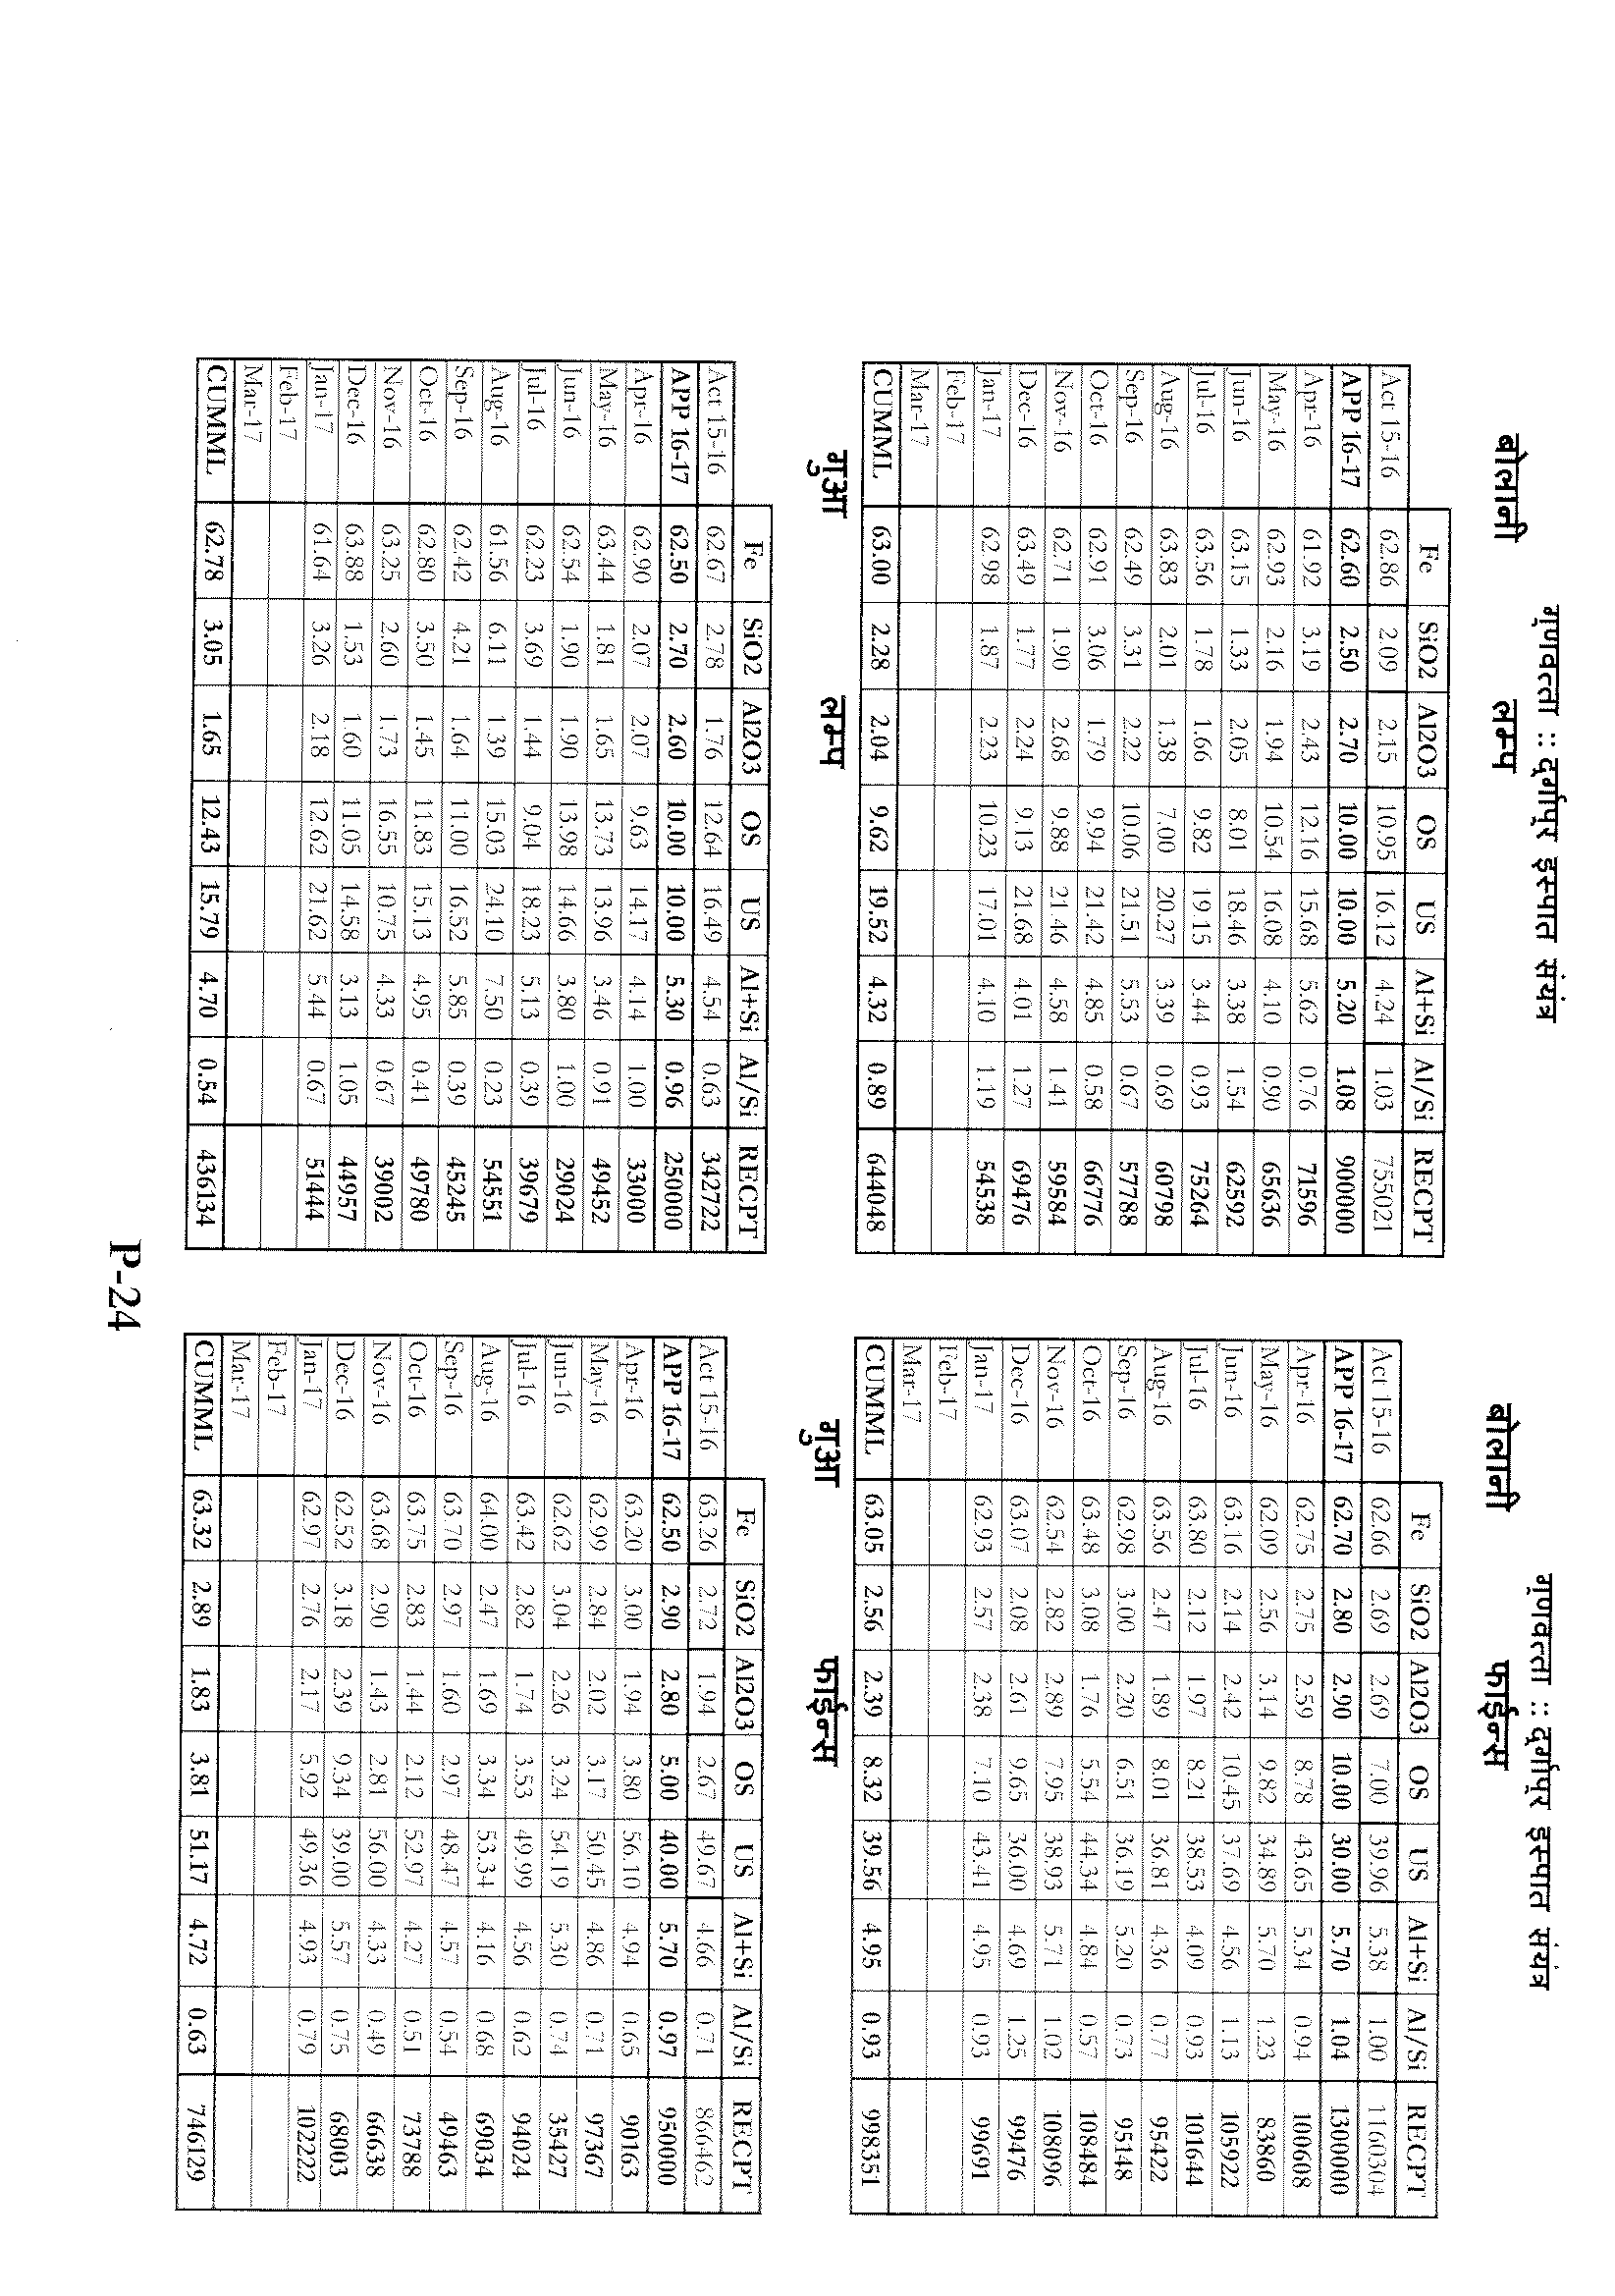 गुणवत्ता :: दुर्गापुर इस्पात संयंत्र
बोलानी लम्प
Fe SiO2 Al2O3 OS US Al+Si Al/Si RECPT
Act 15-16 62.86 2.09 2.15 10.95 16.12 4.24 1.03 755021
APP 16-17 62.60 2.50 2.70 10.00 10.00 5.20 1.08 900000
Apr-16 61.92 3.19 2.43 12.16 15.68 5.62 0.76 71596
May-16 62.93 2.16 1.94 10.54 16.08 4.10 0.90 65636
Jun-16 63.15 1.33 2.05 8.01 18.46 3.38 1.54 62592
Jul-16 63.56 1.78 1.66 9.82 19.15 3.44 0.93 75264
Aug-16 63.83 2.01 1.38 7.00 20.27 3.39 0.69 60798
Sep-16 62.49 3.31 2.22 10.06 21.51 5.53 0.67 57788
Oct-16 62.91 3.06 1.79 9.94 21.42 4.85 0.58 66776
Nov-16 62.71 1.90 2.68 9.88 21.46 4.58 1.41 59584
Dec-16 63.49 1.77 2.24 9.13 21.68 4.01 1.27 69476
Jan-17 62.98 1.87 2.23 10.23 17.01 4.10 1.19 54538
Feb-17
Mar-17
CUMML 63.00 2.28 2.04 9.62 19.52 4.32 0.89 644048
गुआ लम्प
Fe SiO2 Al2O3 OS US Al+Si Al/Si RECPT
Act 15-16 62.67 2.78 1.76 12.64 16.49 4.54 0.63 342722
APP 16-17 62.50 2.70 2.60 10.00 10.00 5.30 0.96 250000
Apr-16 62.90 2.07 2.07 9.63 14.17 4.14 1.00 33000
May-16 63.44 1.81 1.65 13.73 13.96 3.46 0.91 49452
Jun-16 62.54 1.90 1.90 13.98 14.66 3.80 1.00 29024
Jul-16 62.23 3.69 1.44 9.04 18.23 5.13 0.39 39679
Aug-16 61.56 6.11 1.39 15.03 24.10 7.50 0.23 54551
Sep-16 62.42 4.21 1.64 11.00 16.52 5.85 0.39 45245
Oct-16 62.80 3.50 1.45 11.83 15.13 4.95 0.41 49780
Nov-16 63.25 2.60 1.73 16.55 10.75 4.33 0.67 39002
Dec-16 63.88 1.53 1.60 11.05 14.58 3.13 1.05 44957
Jan-17 61.64 3.26 2.18 12.62 21.62 5.44 0.67 51444
Feb-17
Mar-17
CUMML 62.78 3.05 1.65 12.43 15.79 4.70 0.54 436134
गुणवत्ता :: दुर्गापुर इस्पात संयंत्र
बोलानी फाईन्स
Fe SiO2 Al2O3 OS US Al+Si Al/Si RECPT
Act 15-16 62.66 2.69 2.69 7.00 39.96 5.38 1.00 1160304
APP 16-17 62.70 2.80 2.90 10.00 30.00 5.70 1.04 1300000
Apr-16 62.75 2.75 2.59 8.78 43.65 5.34 0.94 100608
May-16 62.09 2.56 3.14 9.82 34.89 5.70 1.23 83860
Jun-16 63.16 2.14 2.42 10.45 37.69 4.56 1.13 105922
Jul-16 63.80 2.12 1.97 8.21 38.53 4.09 0.93 101644
Aug-16 63.56 2.47 1.89 8.01 36.81 4.36 0.77 95422
Sep-16 62.98 3.00 2.20 6.51 36.19 5.20 0.73 95148
Oct-16 63.48 3.08 1.76 5.54 44.34 4.84 0.57 108484
Nov-16 62.54 2.82 2.89 7.95 38.93 5.71 1.02 108096
Dec-16 63.07 2.08 2.61 9.65 36.00 4.69 1.25 99476
Jan-17 62.93 2.57 2.38 7.10 43.41 4.95 0.93 99691
Feb-17
Mar-17
CUMML 63.05 2.56 2.39 8.32 39.56 4.95 0.93 998351
गुआ फाईन्स
Fe SiO2 Al2O3 OS US Al+Si Al/Si RECPT
Act 15-16 63.26 2.72 1.94 2.67 49.67 4.66 0.71 866462
APP 16-17 62.50 2.90 2.80 5.00 40.00 5.70 0.97 950000
Apr-16 63.20 3.00 1.94 3.80 56.10 4.94 0.65 90163
May-16 62.99 2.84 2.02 3.17 50.45 4.86 0.71 97367
Jun-16 62.62 3.04 2.26 3.24 54.19 5.30 0.74 35427
Jul-16 63.42 2.82 1.74 3.53 49.99 4.56 0.62 94024
Aug-16 64.00 2.47 1.69 3.34 53.34 4.16 0.68 69034
Sep-16 63.70 2.97 1.60 2.97 48.47 4.57 0.54 49463
Oct-16 63.75 2.83 1.44 2.12 52.97 4.27 0.51 73788
Nov-16 63.68 2.90 1.43 2.81 56.00 4.33 0.49 66638
Dec-16 62.52 3.18 2.39 9.34 39.00 5.57 0.75 68003
Jan-17 62.97 2.76 2.17 5.92 49.36 4.93 0.79 102222
Feb-17
Mar-17
CUMML 63.32 2.89 1.83 3.81 51.17 4.72 0.63 746129
P-24